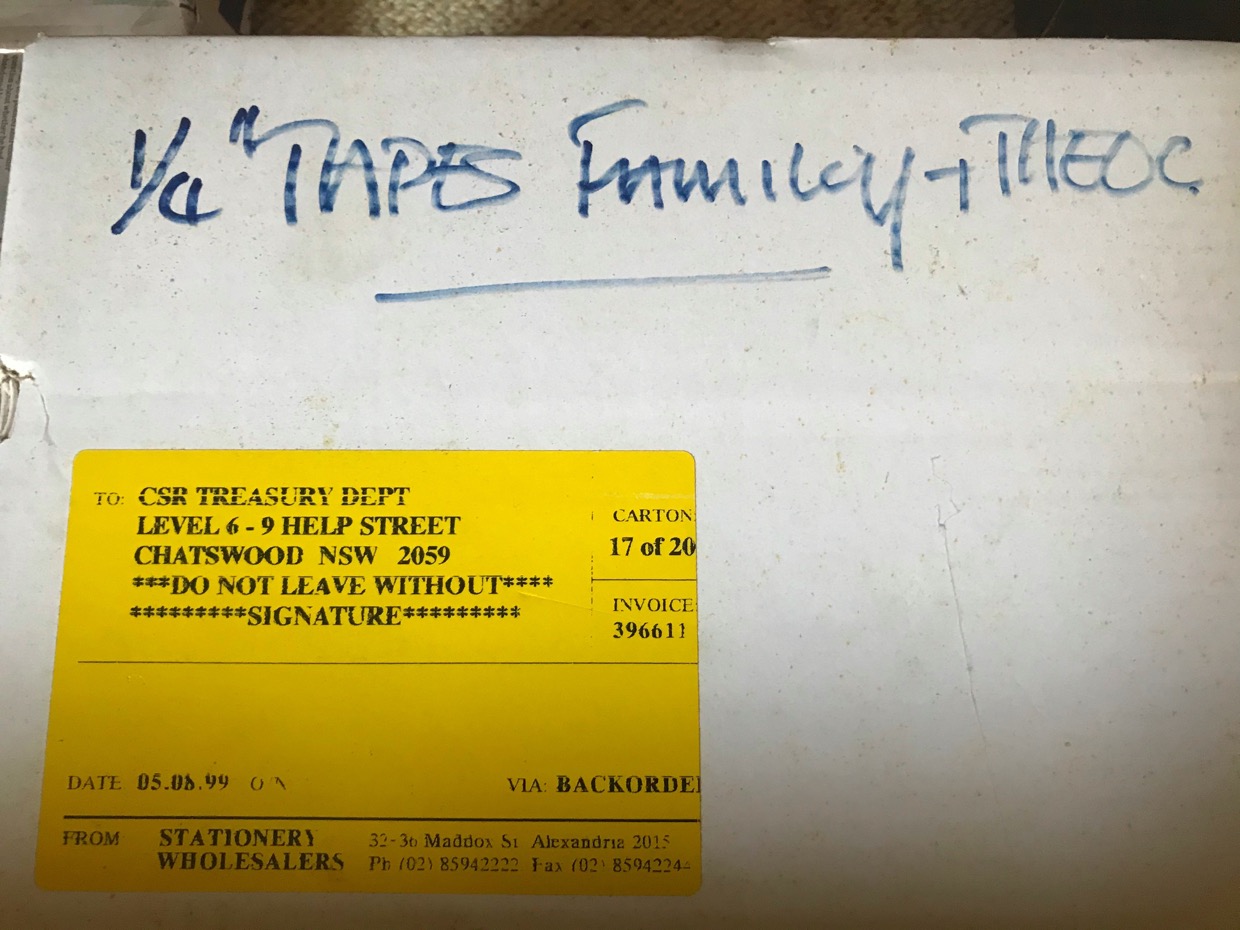 1/4" TAPES FAMILY + THEOC
TO: CSR TREASURY DEPT
LEVEL 6 - 9 HELP STREET
CHATSWOOD NSW 2059
***DO NOT LEAVE WITHOUT****
*********SIGNATURE*********
CARTON
17 of 20
INVOICE
396611
DATE 05.08.99
VIA: BACKORDER
FROM STATIONERY WHOLESALERS
32-36 Maddox St Alexandria 2015
Ph (02) 85942222 Fax (02) 8594224